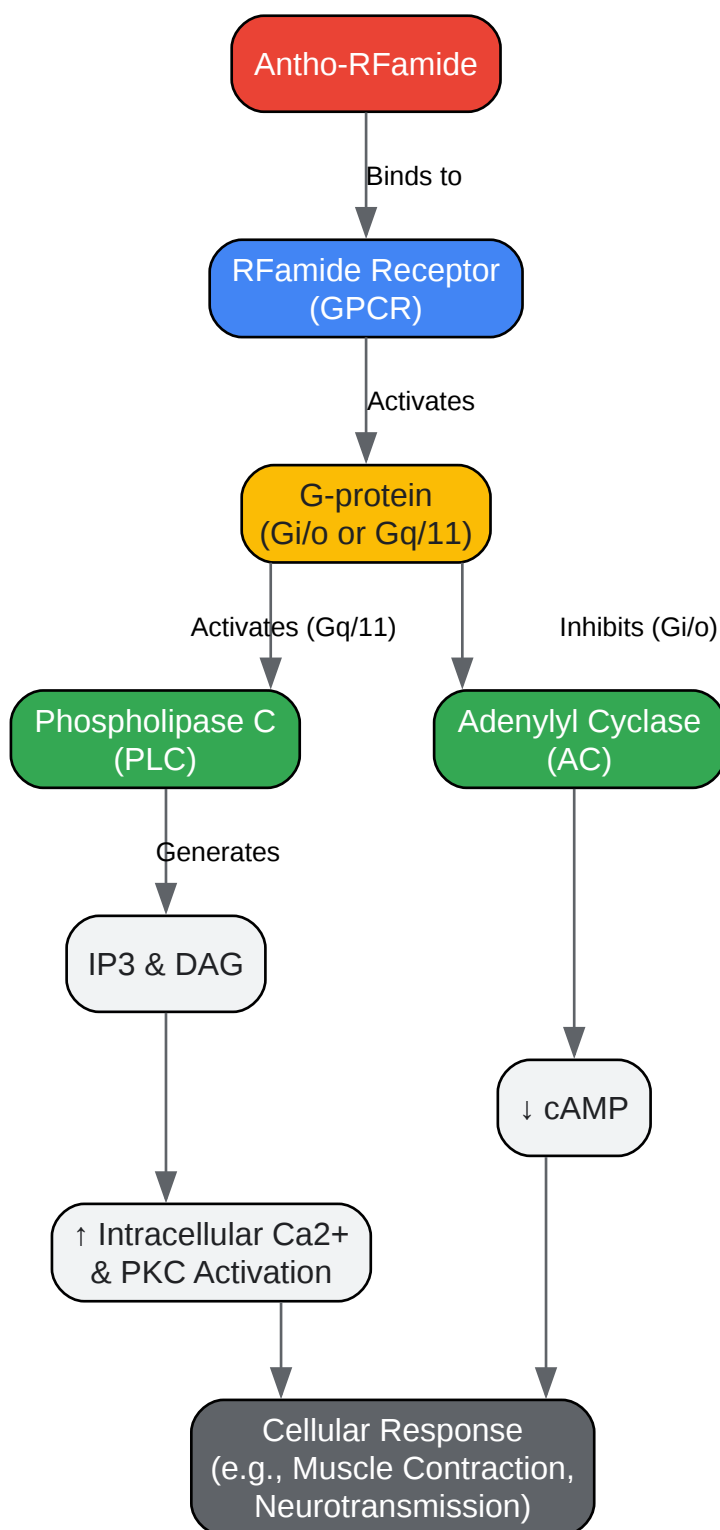 Antho-RFamide
Binds to
RFamide Receptor
(GPCR)
Activates
G-protein
(Gi/o or Gq/11)
Activates (Gq/11)
Inhibits (Gi/o)
Phospholipase C
(PLC)
Adenylyl Cyclase
(AC)
Generates
IP3 & DAG
↓ cAMP
↑ Intracellular Ca2+
& PKC Activation
Cellular Response
(e.g., Muscle Contraction,
Neurotransmission)